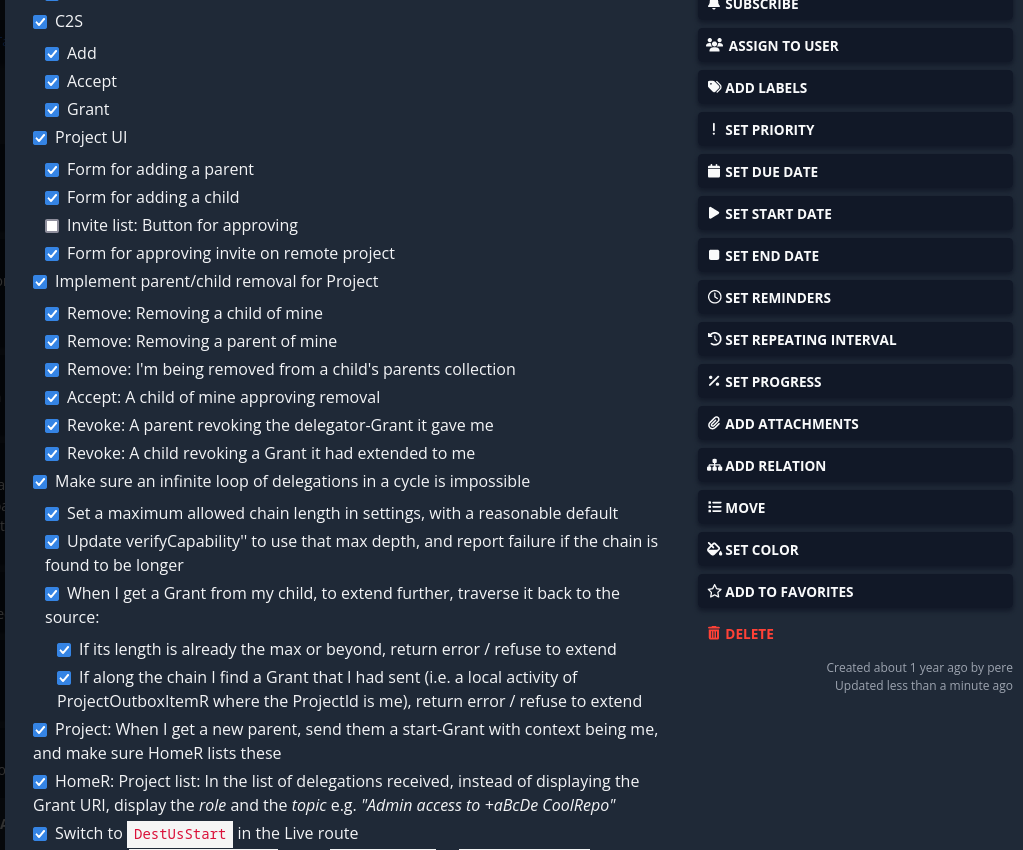 C2S
Add
Accept
Grant
Project UI
Form for adding a parent
Form for adding a child
Invite list: Button for approving
Form for approving invite on remote project
Implement parent/child removal for Project
Remove: Removing a child of mine
Remove: Removing a parent of mine
Remove: I'm being removed from a child's parents collection
Accept: A child of mine approving removal
Revoke: A parent revoking the delegator-Grant it gave me
Revoke: A child revoking a Grant it had extended to me
Make sure an infinite loop of delegations in a cycle is impossible
Set a maximum allowed chain length in settings, with a reasonable default
Update verifyCapability'' to use that max depth, and report failure if the chain is
found to be longer
When I get a Grant from my child, to extend further, traverse it back to the
source:
If its length is already the max or beyond, return error / refuse to extend
If along the chain I find a Grant that I had sent (i.e. a local activity of
ProjectOutboxItemR where the ProjectId is me), return error / refuse to extend
Project: When I get a new parent, send them a start-Grant with context being me,
and make sure HomeR lists these
HomeR: Project list: In the list of delegations received, instead of displaying the
Grant URI, display the role and the topic e.g. "Admin access to +aBcDe CoolRepo"
Switch to DestUsStart in the Live route
SUBSCRIBE
ASSIGN TO USER
ADD LABELS
SET PRIORITY
SET DUE DATE
SET START DATE
SET END DATE
SET REMINDERS
SET REPEATING INTERVAL
SET PROGRESS
ADD ATTACHMENTS
ADD RELATION
MOVE
SET COLOR
ADD TO FAVORITES
DELETE
Created about 1 year ago by pere
Updated less than a minute ago